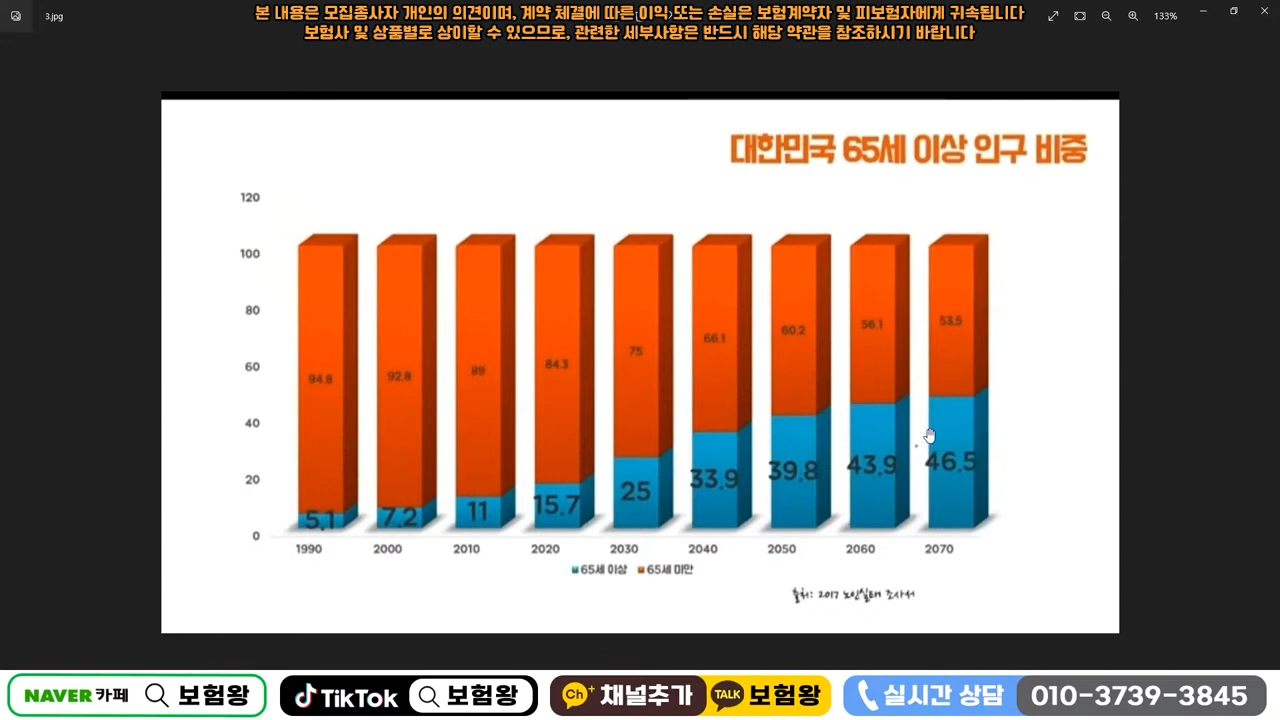 본 내용은 모집종사자 개인의 의견이며, 계약 체결에 따른 이익 또는 손실은 보험계약자 및 피보험자에게 귀속됩니다
보험사 및 상품별로 상이할 수 있으므로, 관련한 세부사항은 반드시 해당 약관을 참조하시기 바랍니다
3.jpg
133%
대한민국 65세 이상 인구 비중
120
100
80
60
40
20
0
94.8 92.8 89 84.3 75 66.1 60.2 56.1 53.5
5.1 7.2 11 15.7 25 33.9 39.8 43.9 46.5
1990 2000 2010 2020 2030 2040 2050 2060 2070
65세 이상 65세 미만
출처: 2017 노인실태 조사서
NAVER 카페 보험왕 TikTok 보험왕 Ch+ 채널추가 TALK 보험왕 실시간 상담 010-3739-3845